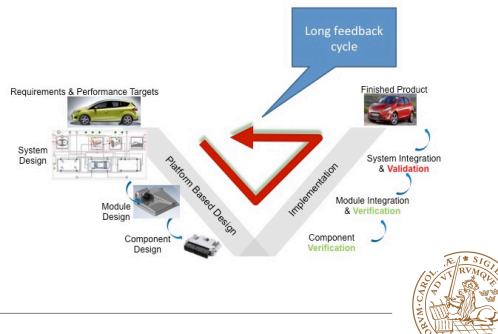 Long feedback
cycle
Requirements & Performance Targets
Finished Product
System
Design
Platform Based Design
Implementation
System Integration
& Validation
Module
Design
Module Integration
& Verification
Component
Design
Component
Verification